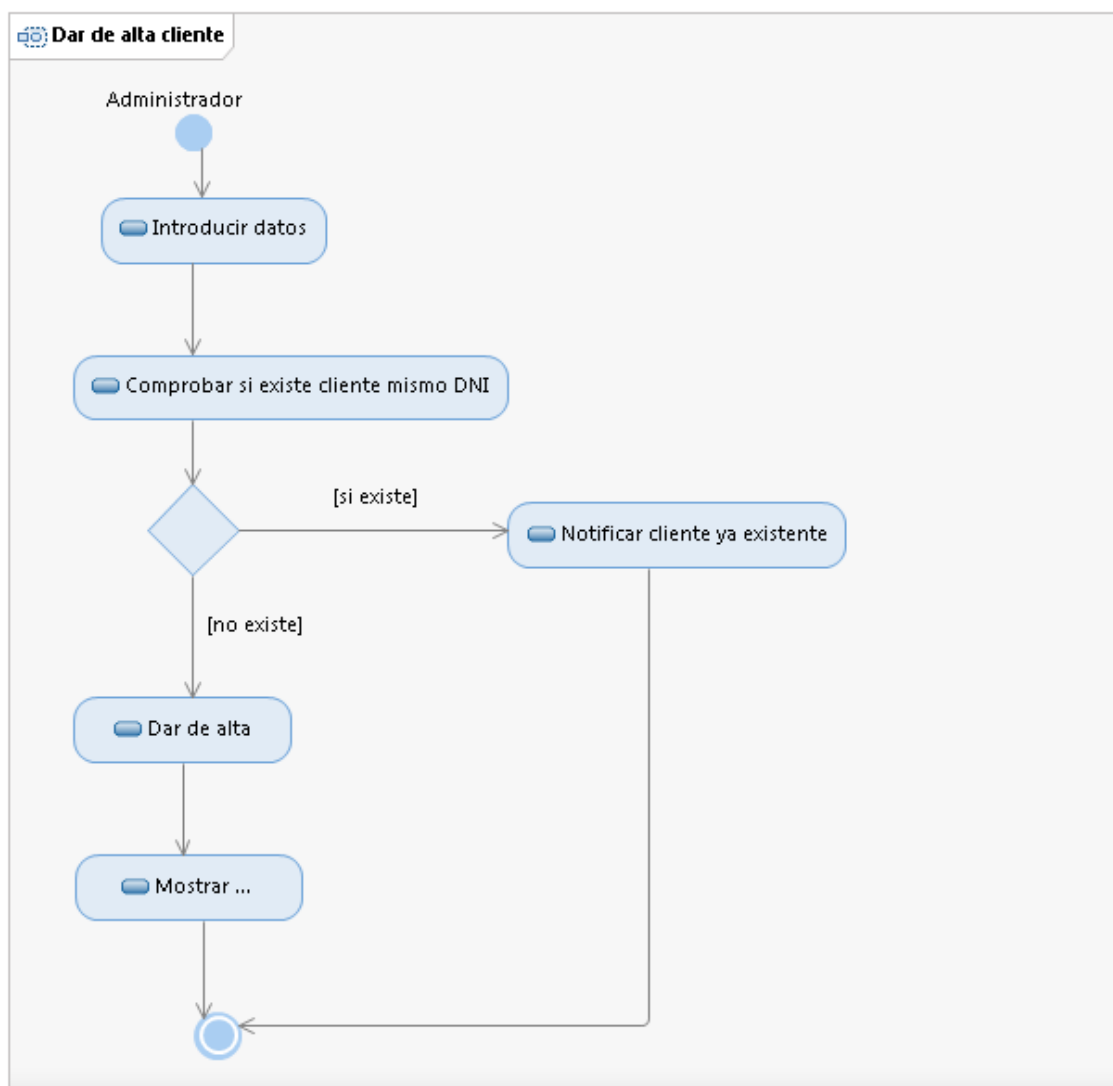 Dar de alta cliente
Administrador
Introducir datos
Comprobar si existe cliente mismo DNI
[si existe]
Notificar cliente ya existente
[no existe]
Dar de alta
Mostrar ...